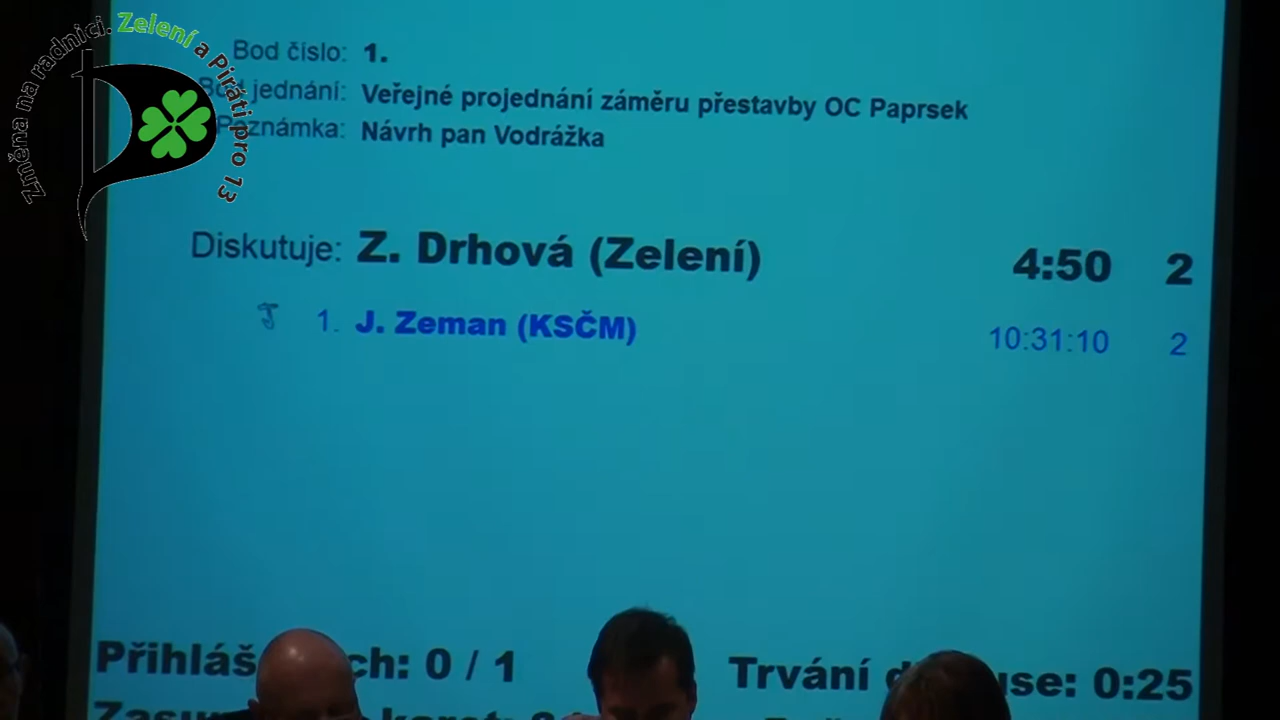 Změna na radnici. Zelení a Piráti pro 13
Bod číslo: 1.
Bod jednání: Veřejné projednání záměru přestavby OC Paprsek
Poznámka: Návrh pan Vodrážka
Diskutuje: Z. Drhová (Zelení) 4:50 2
1. J. Zeman (KSČM) 10:31:10 2
0 / 1
Trvání 0:25